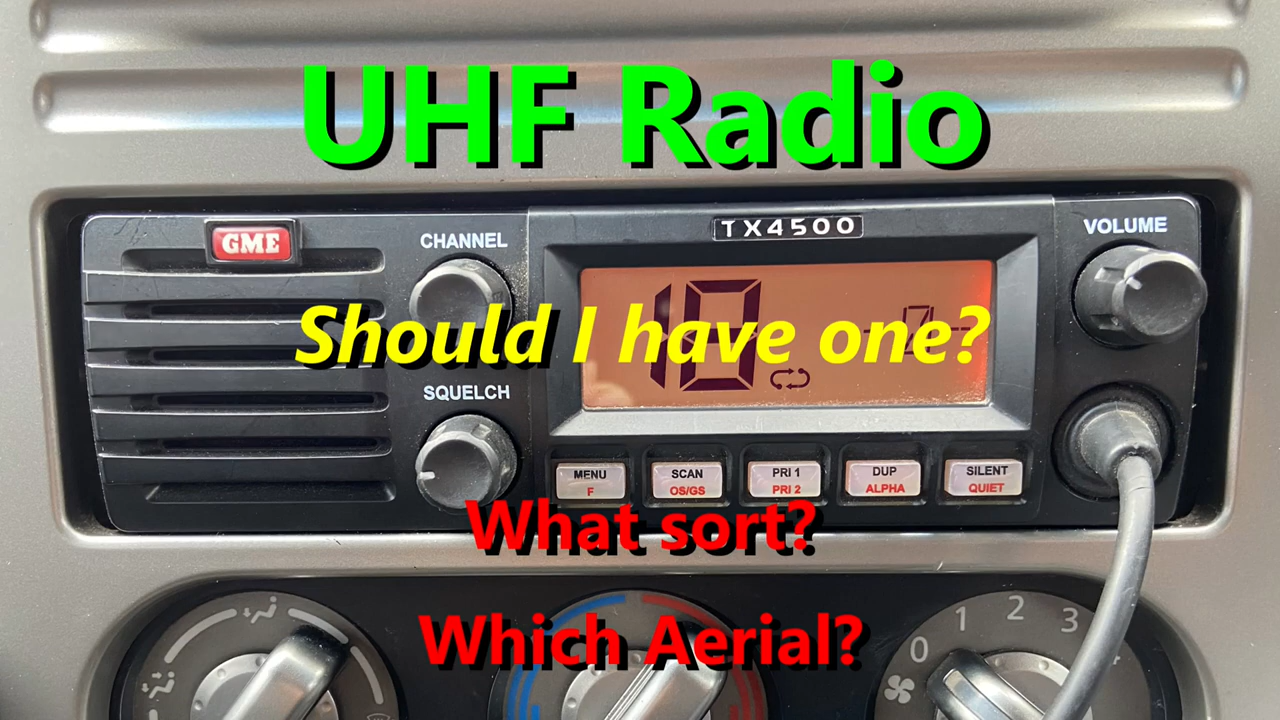 UHF Radio
GME
CHANNEL
TX4500
VOLUME
18
Should I have one?
SQUELCH
MENU
F
SCAN
OS/GS
PRI 1
PRI 2
DUP
ALPHA
SILENT
QUIET
What sort?
Which Aerial?
0 1 2 3